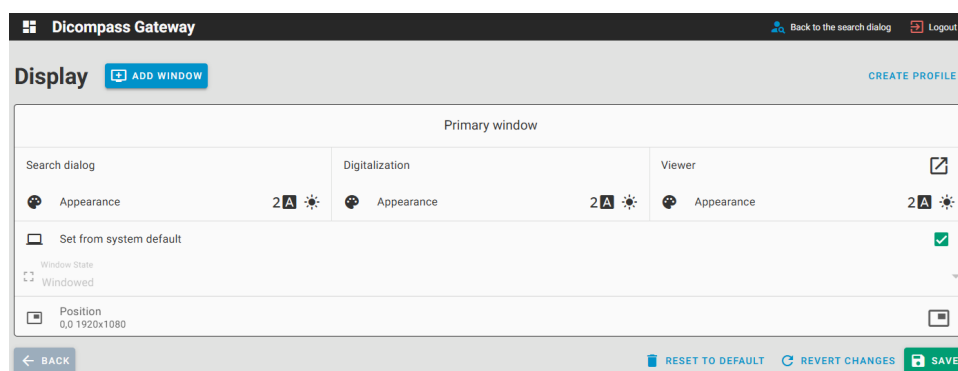 Dicompass Gateway
Back to the search dialog
Logout
Display
ADD WINDOW
CREATE PROFILE
Primary window
Search dialog
Digitalization
Viewer
Appearance
2 A
Appearance
2 A
Appearance
2 A
Set from system default
Window State
Windowed
Position
0,0 1920x1080
BACK
RESET TO DEFAULT
REVERT CHANGES
SAVE